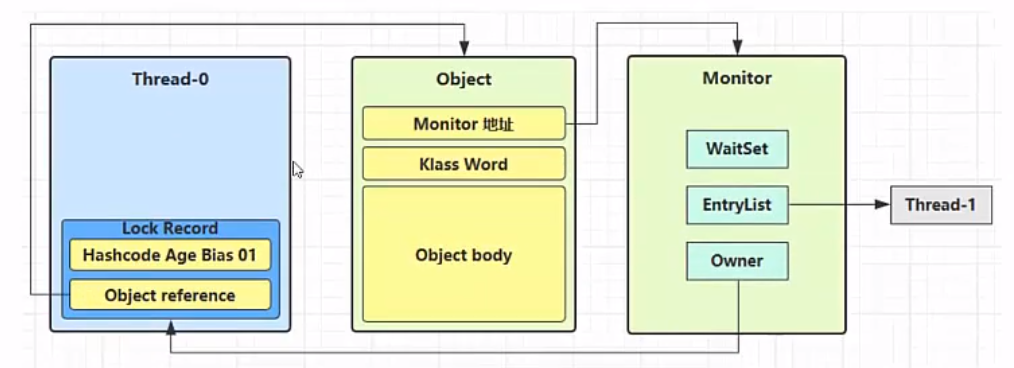 Thread-0
Lock Record
Hashcode Age Bias 01
Object reference
Object
Monitor 地址
Klass Word
Object body
Monitor
WaitSet
EntryList
Owner
Thread-1